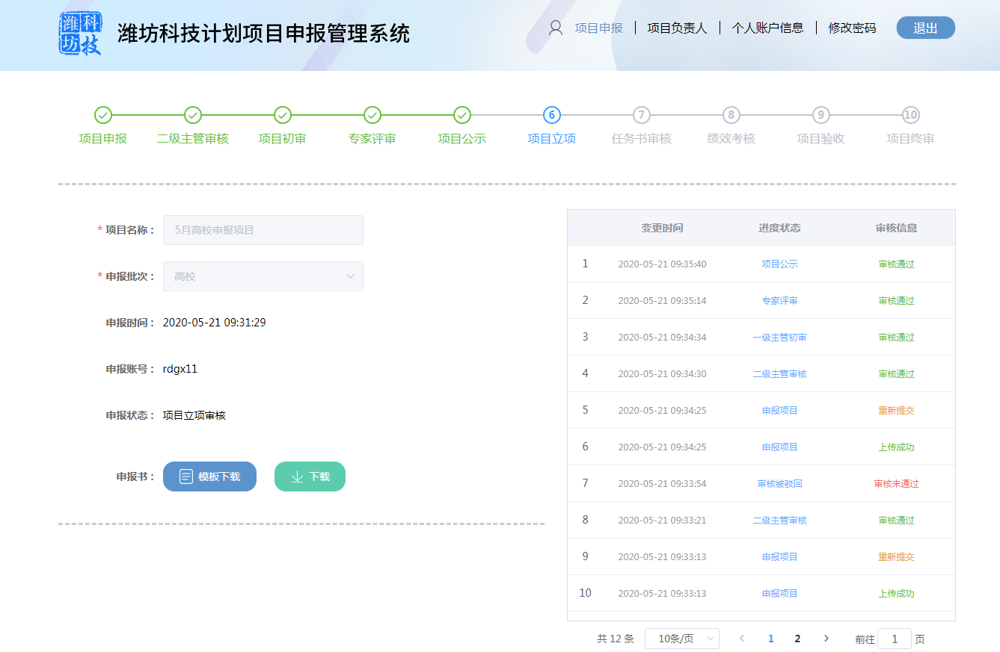 潍科
坊技
潍坊科技计划项目申报管理系统
项目申报 项目负责人 个人账户信息 修改密码 退出
6 7 8 9 10
项目申报 二级主管审核 项目初审 专家评审 项目公示 项目立项 任务书审核 绩效考核 项目验收 项目终审
* 项目名称： 5月高校申报项目
* 申报批次： 高校
申报时间： 2020-05-21 09:31:29
申报账号： rdgx11
申报状态： 项目立项审核
申报书： 模板下载 下载
变更时间 进度状态 审核信息
1 2020-05-21 09:35:40 项目公示 审核通过
2 2020-05-21 09:35:14 专家评审 审核通过
3 2020-05-21 09:34:34 一级主管初审 审核通过
4 2020-05-21 09:34:30 二级主管审核 审核通过
5 2020-05-21 09:34:25 申报项目 重新提交
6 2020-05-21 09:34:25 申报项目 上传成功
7 2020-05-21 09:33:54 审核被驳回 审核未通过
8 2020-05-21 09:33:21 二级主管审核 审核通过
9 2020-05-21 09:33:13 申报项目 重新提交
10 2020-05-21 09:33:13 申报项目 上传成功
共 12 条 10条/页 1 2 前往 1 页